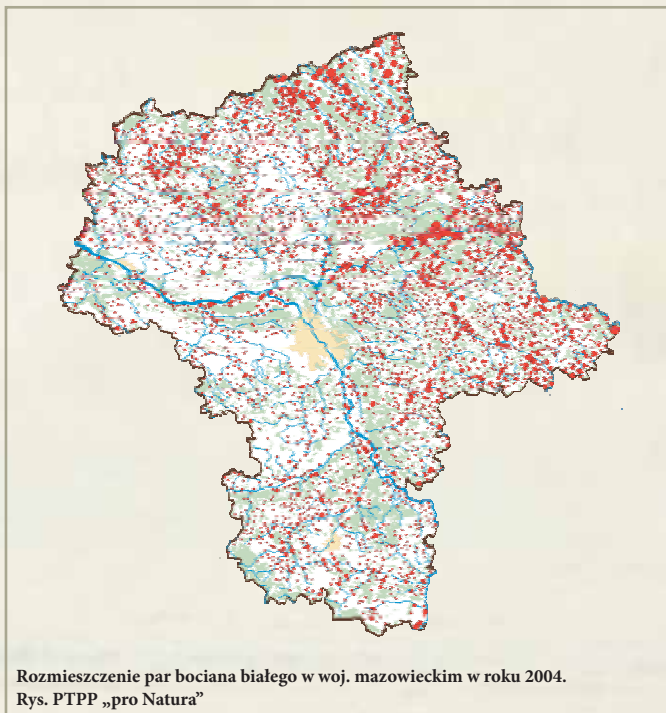 Rozmieszczenie par bociana białego w woj. mazowieckim w roku 2004.
Rys. PTPP „pro Natura”